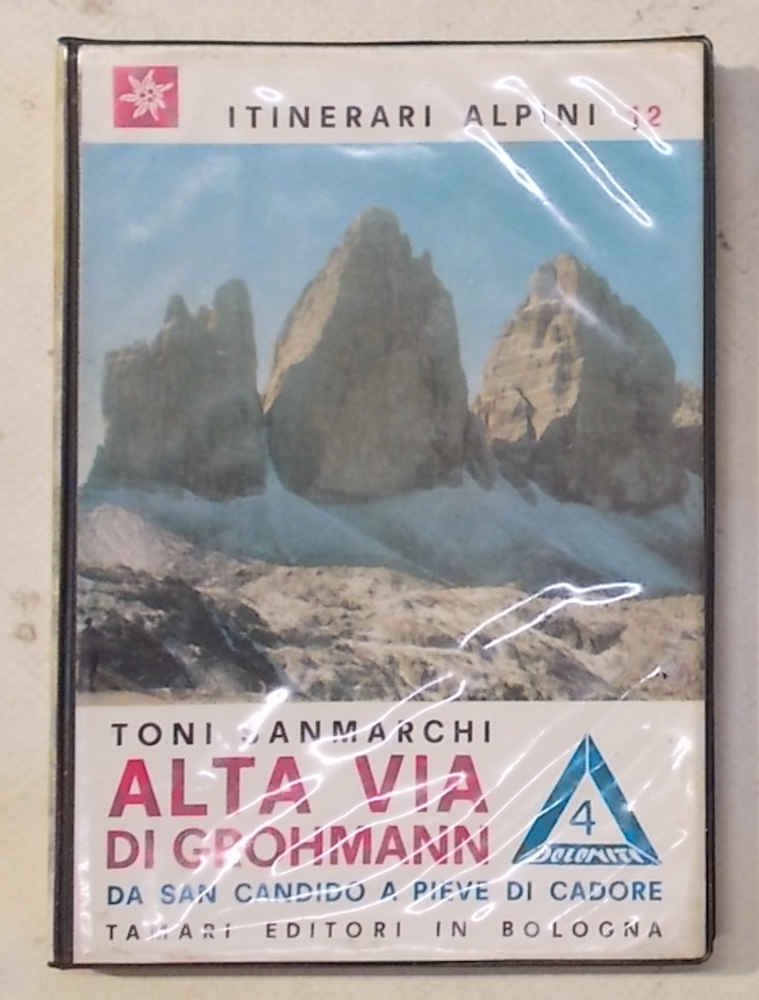 ITINERARI ALPINI 12
TONI SANMARCHI
ALTA VIA
DI GROHMANN
4
DOLOMITI
DA SAN CANDIDO A PIEVE DI CADORE
TAMARI EDITORI IN BOLOGNA